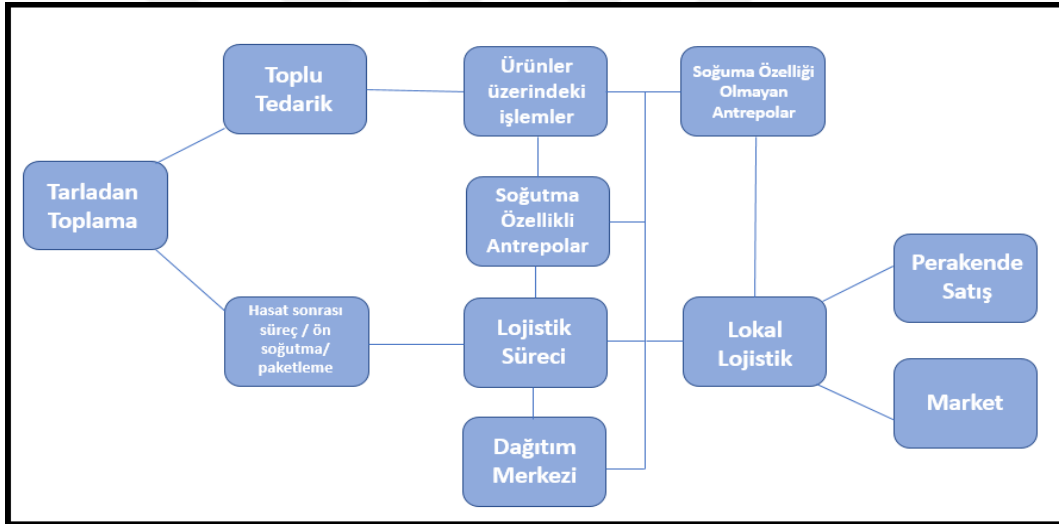 Toplu
Tedarik
Ürünler
üzerindeki
işlemler
Soğuma Özelliği
Olmayan
Antrepolar
Tarladan
Toplama
Soğutma
Özellikli
Antrepolar
Perakende
Satış
Hasat sonrası
süreç / ön
soğutma/
paketleme
Lojistik
Süreci
Lokal
Lojistik
Market
Dağıtım
Merkezi